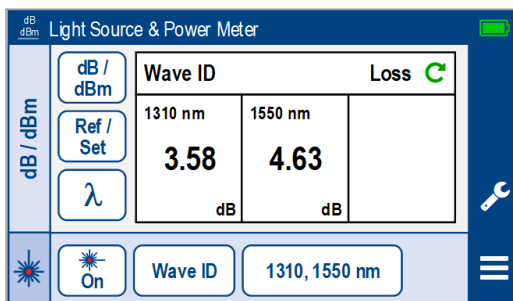 dB
dBm
Light Source & Power Meter
dB / dBm
dB /
dBm
Ref /
Set
λ
Wave ID
Loss
1310 nm
1550 nm
3.58
4.63
dB
dB
On
Wave ID
1310, 1550 nm